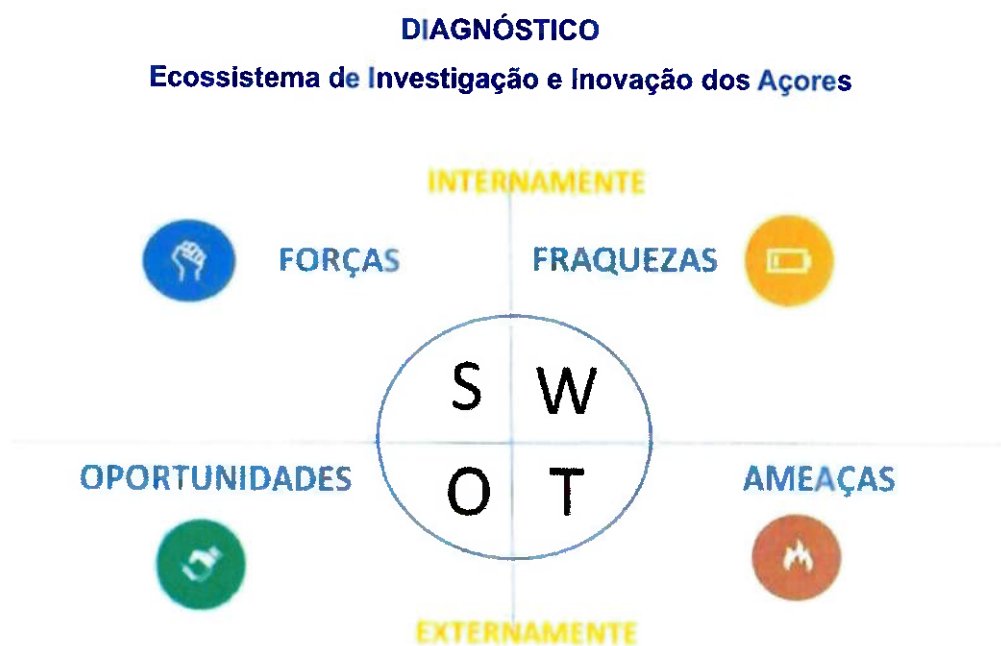 DIAGNÓSTICO
Ecossistema de Investigação e Inovação dos Açores
INTERNAMENTE
FORÇAS
FRAQUEZAS
S W
O T
OPORTUNIDADES
AMEAÇAS
EXTERNAMENTE